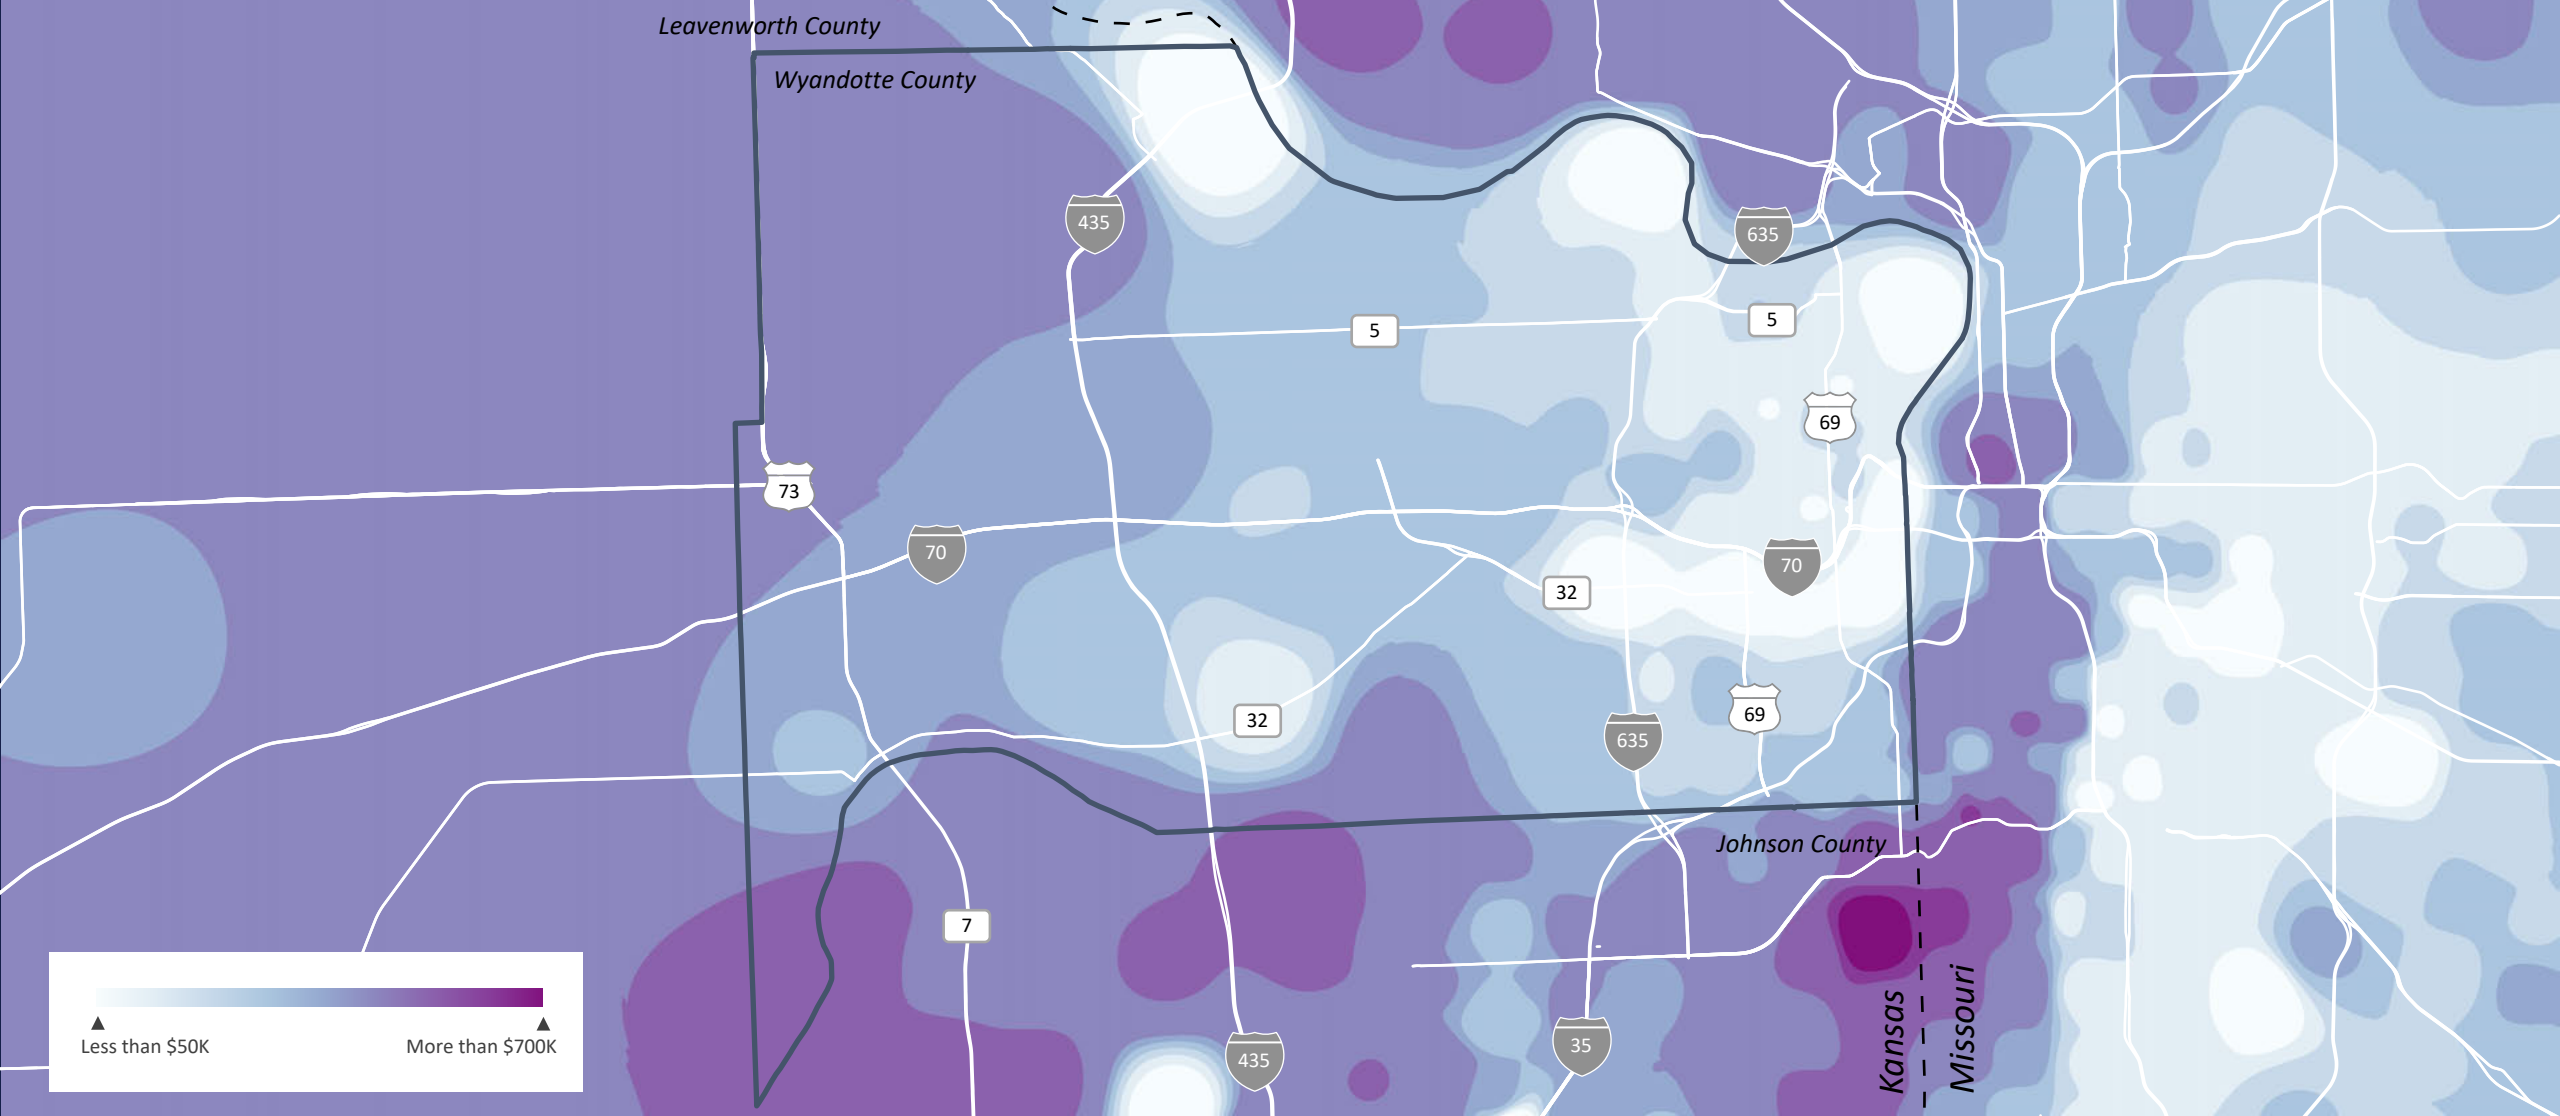 Leavenworth County
Wyandotte County
435
635
5
5
69
73
70
70
32
32
69
635
Johnson County
7
435
35
Kansas
Missouri
Less than $50K
More than $700K